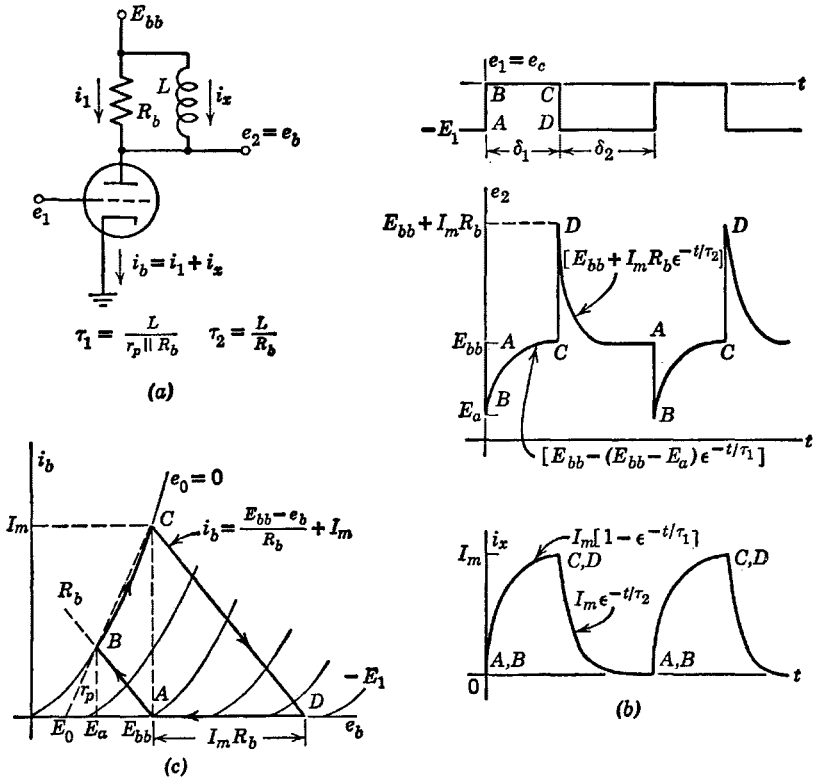 E_bb
i_1
R_b
L
i_x
e_2 = e_b
e_1
i_b = i_1 + i_x
τ_1 = L / (r_p || R_b)    τ_2 = L / R_b
(a)
e_1 = e_c
t
B C
−E_1 A D
δ_1 δ_2
e_2
E_bb + I_m R_b D D
[E_bb + I_m R_b ε^{−t/τ_2}]
E_bb A A
C C
B B
E_a
t
[E_bb − (E_bb − E_a) ε^{−t/τ_1}]
i_x I_m[1 − ε^{−t/τ_1}]
I_m C,D C,D
I_m ε^{−t/τ_2}
A,B A,B
0 t
(b)
i_b
e_0 = 0
I_m C
i_b = (E_bb − e_b) / R_b + I_m
R_b
B
r_p A D −E_1
E_0 E_a E_bb I_m R_b e_b
(c)